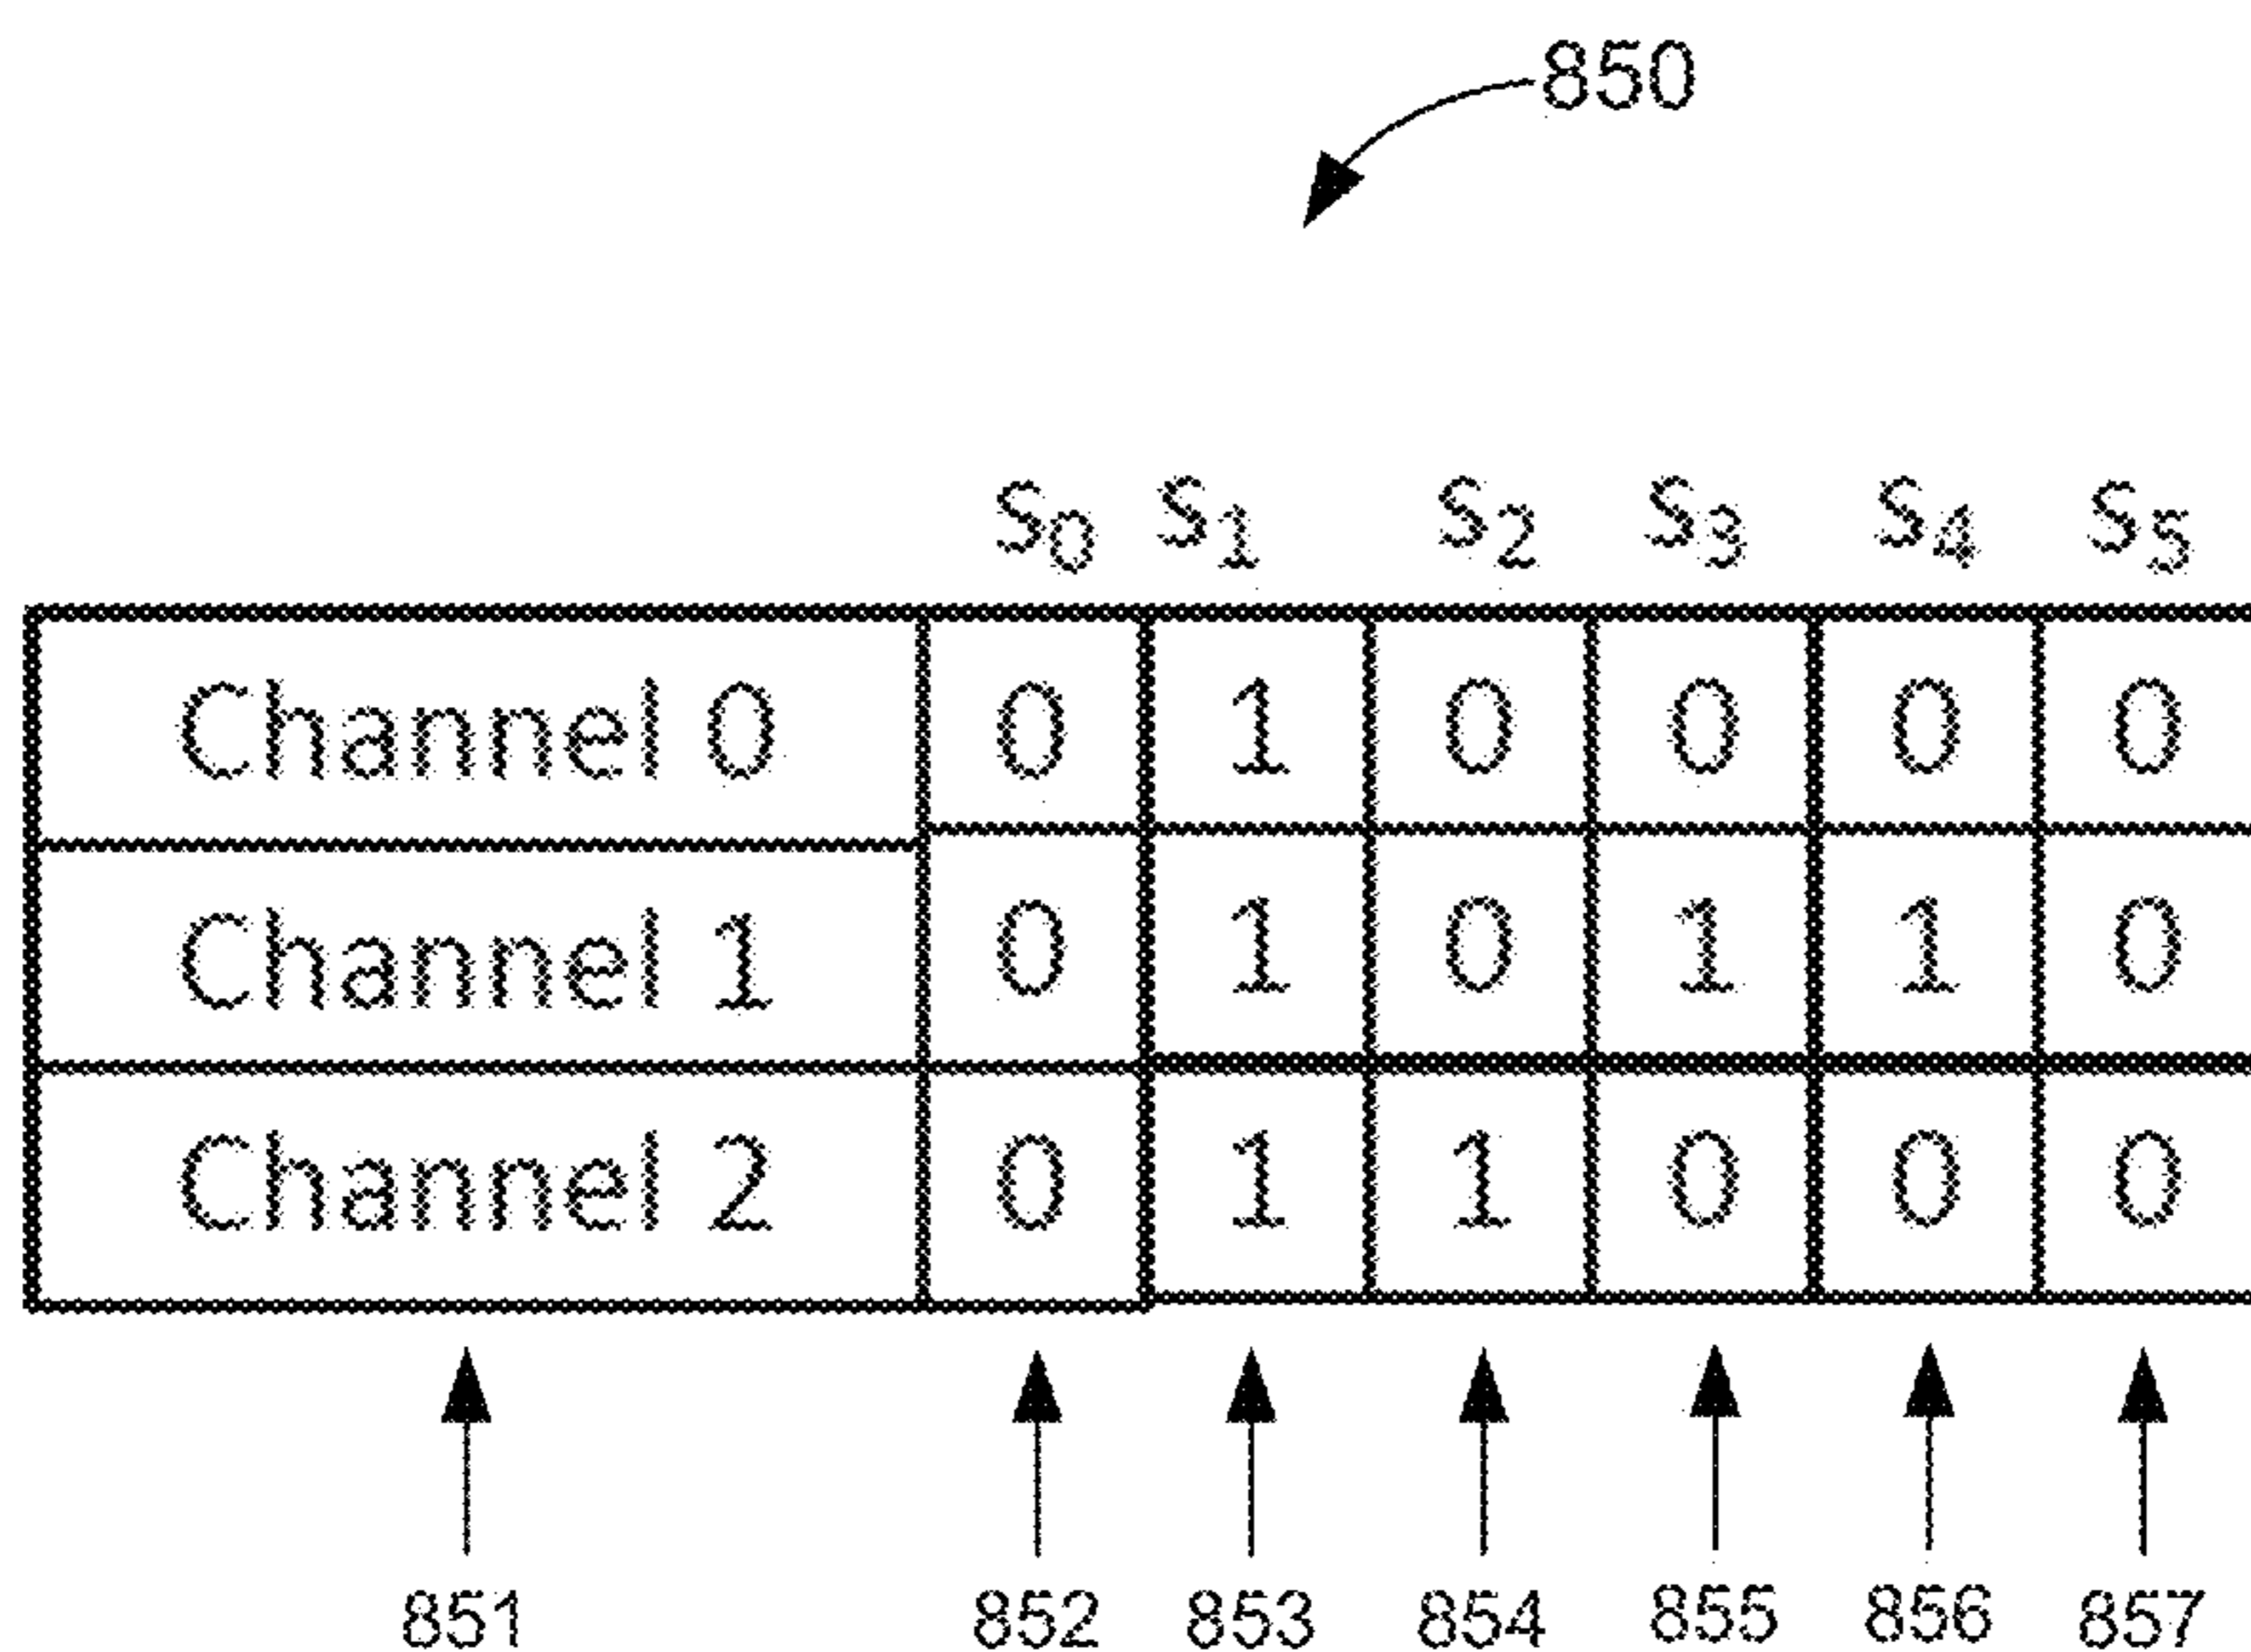 850
S0 S1 S2 S3 S4 S5
Channel 0 0 1 0 0 0 0
Channel 1 0 1 0 1 1 0
Channel 2 0 1 1 0 0 0
851 852 853 854 855 856 857